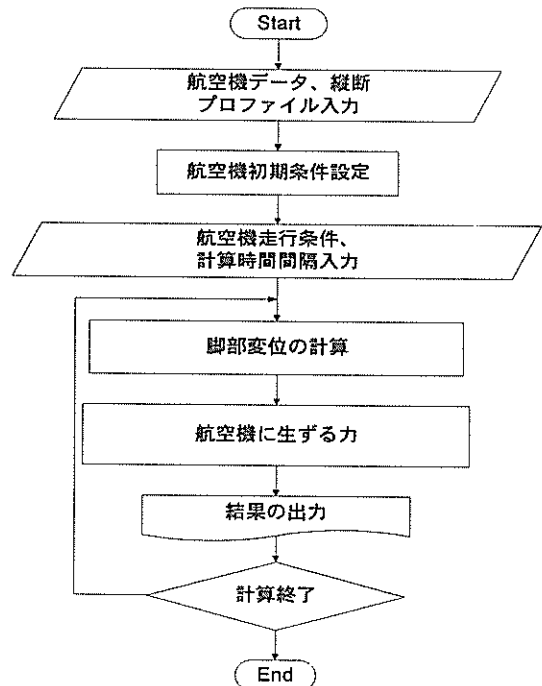 Start
航空機データ、縦断
プロファイル入力
航空機初期条件設定
航空機走行条件、
計算時間間隔入力
脚部変位の計算
航空機に生ずる力
結果の出力
計算終了
End